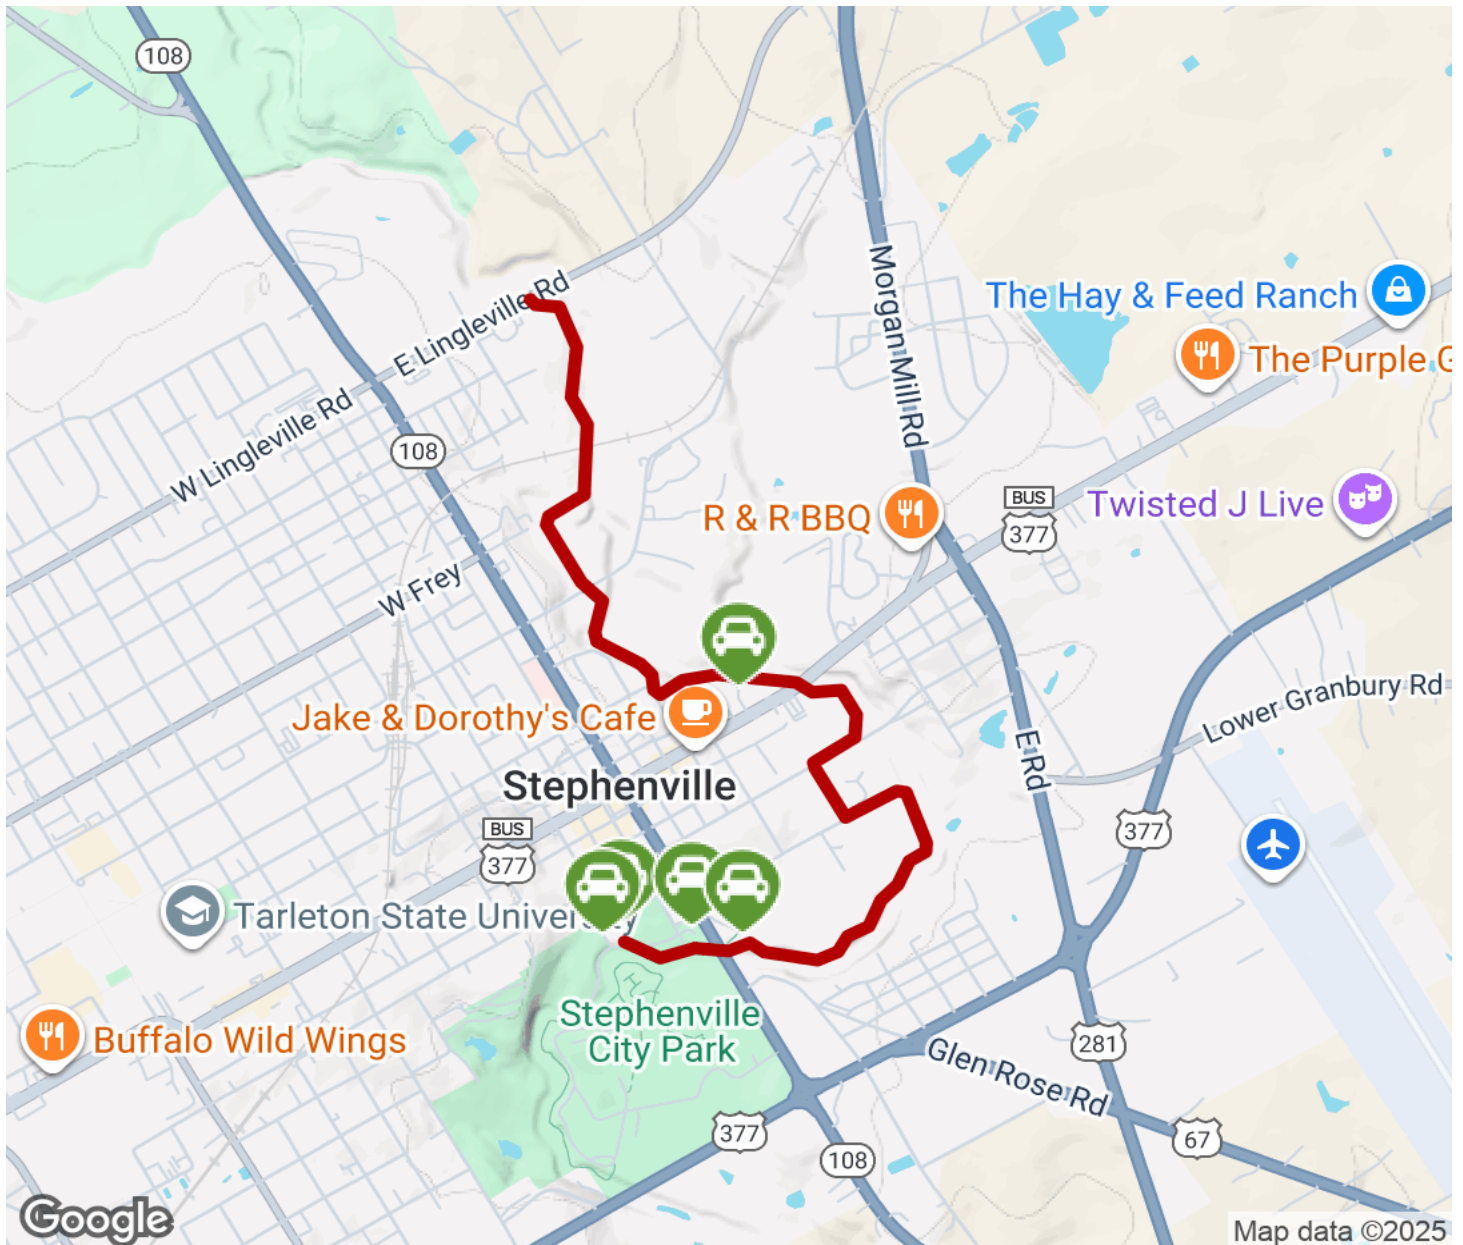 108
E Lingleville Rd
W Lingleville Rd
108
Morgan Mill Rd
The Hay & Feed Ranch
The Purple G
R & R BBQ
BUS
377
Twisted J Live
W Frey
Jake & Dorothy's Cafe
Lower Granbury Rd
E Rd
Stephenville
BUS
377
377
Tarleton State University
Stephenville
City Park
Buffalo Wild Wings
281
Glen Rose Rd
377
108
67
Google
Map data ©2025